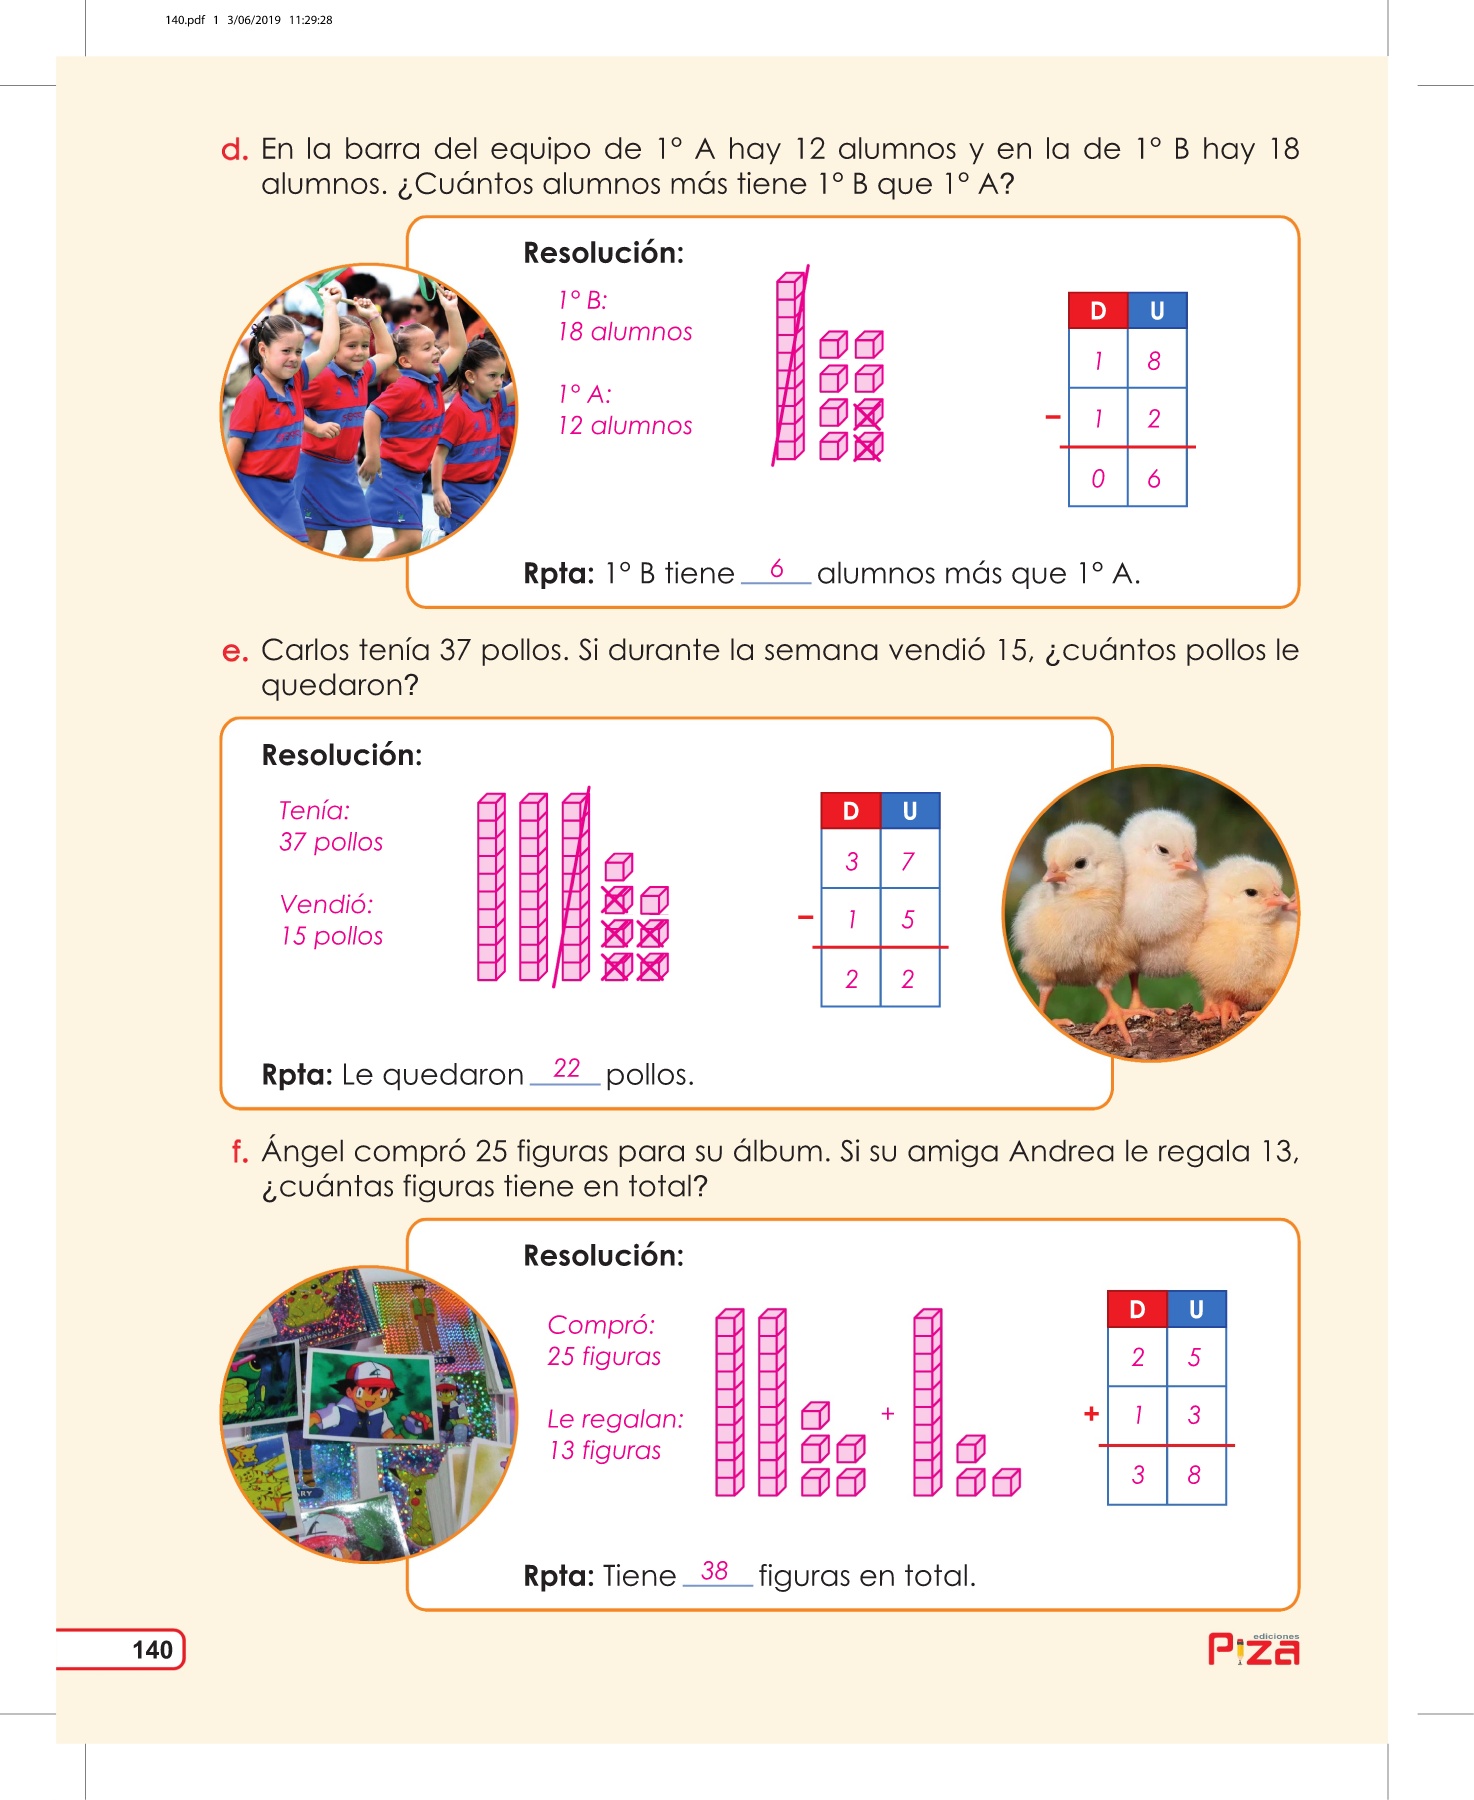 140.pdf 1 3/06/2019 11:29:28
d. En la barra del equipo de 1° A hay 12 alumnos y en la de 1° B hay 18
alumnos. ¿Cuántos alumnos más tiene 1° B que 1° A?
Resolución:
1° B:
18 alumnos
1° A:
12 alumnos
D U
1 8
- 1 2
0 6
Rpta: 1° B tiene 6 alumnos más que 1° A.
e. Carlos tenía 37 pollos. Si durante la semana vendió 15, ¿cuántos pollos le
quedaron?
Resolución:
Tenía:
37 pollos
Vendió:
15 pollos
D U
3 7
- 1 5
2 2
Rpta: Le quedaron 22 pollos.
f. Ángel compró 25 figuras para su álbum. Si su amiga Andrea le regala 13,
¿cuántas figuras tiene en total?
Resolución:
Compró:
25 figuras
Le regalan:
13 figuras
+
D U
2 5
+ 1 3
3 8
Rpta: Tiene 38 figuras en total.
140
ediciones
Piza